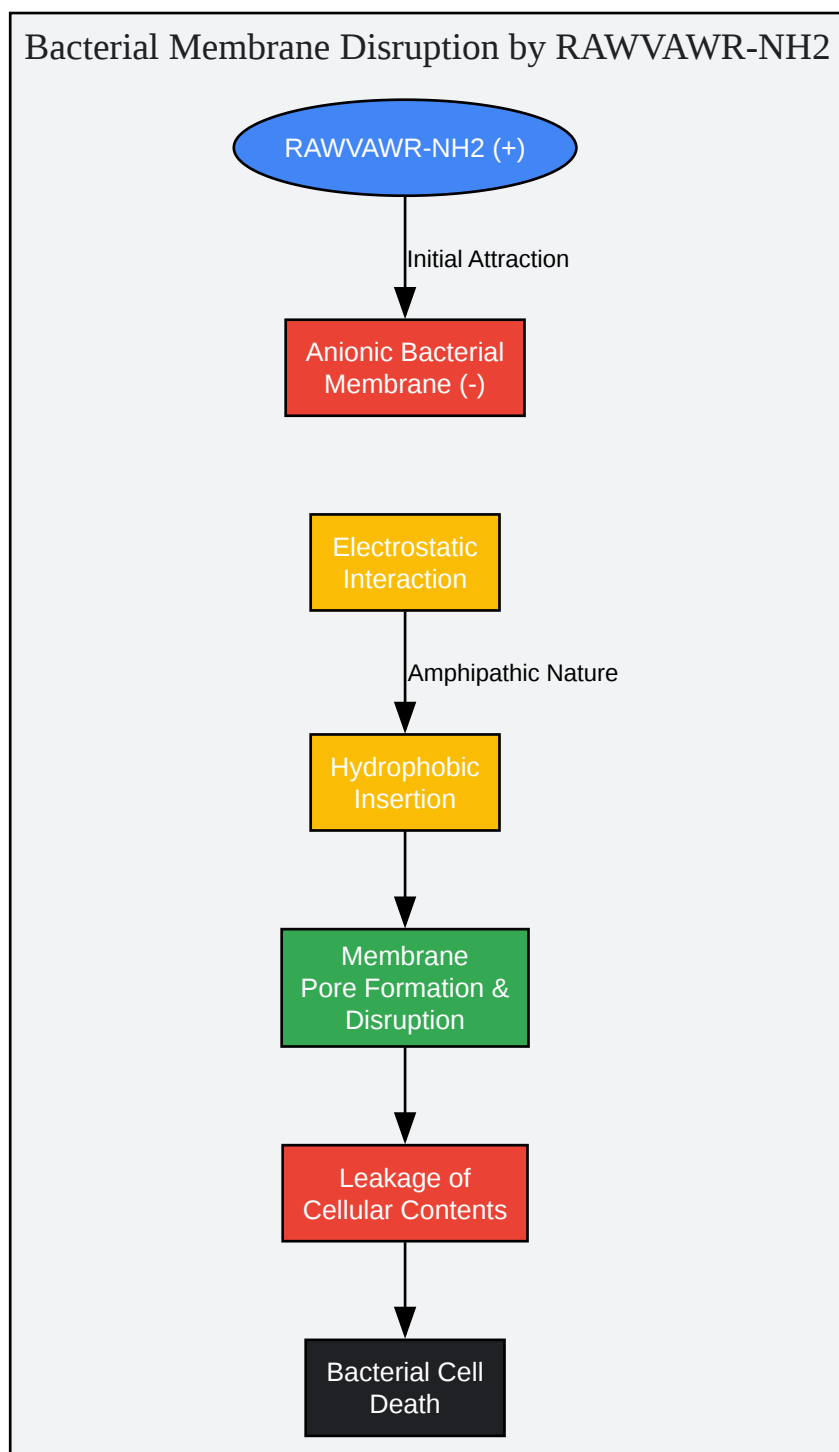 Bacterial Membrane Disruption by RAWVAWR-NH2
RAWVAWR-NH2 (+)
Initial Attraction
Anionic Bacterial
Membrane (-)
Electrostatic
Interaction
Amphipathic Nature
Hydrophobic
Insertion
Membrane
Pore Formation &
Disruption
Leakage of
Cellular Contents
Bacterial Cell
Death